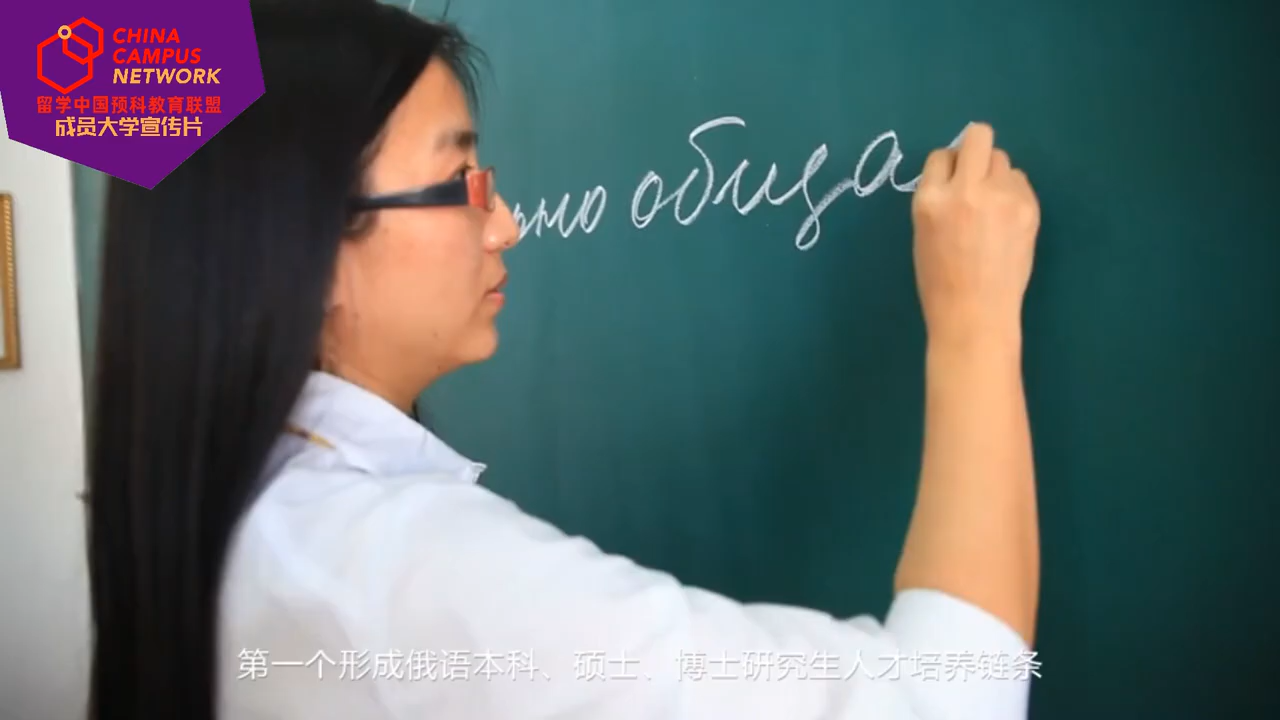 CHINA
CAMPUS
NETWORK
留学中国预科教育联盟
成员大学宣传片
ьно обща
第一个形成俄语本科、硕士、博士研究生人才培养链条